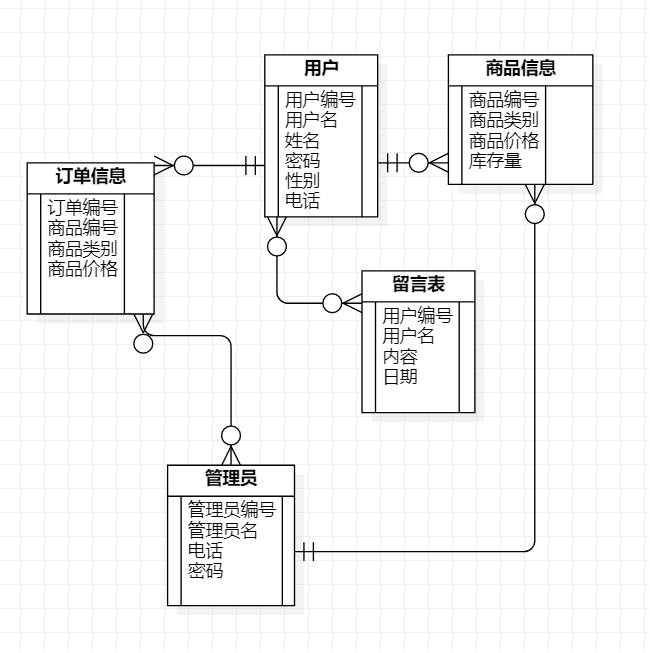 用户
用户编号
用户名
姓名
密码
性别
电话
商品信息
商品编号
商品类别
商品价格
库存量
订单信息
订单编号
商品编号
商品类别
商品价格
留言表
用户编号
用户名
内容
日期
管理员
管理员编号
管理员名
电话
密码